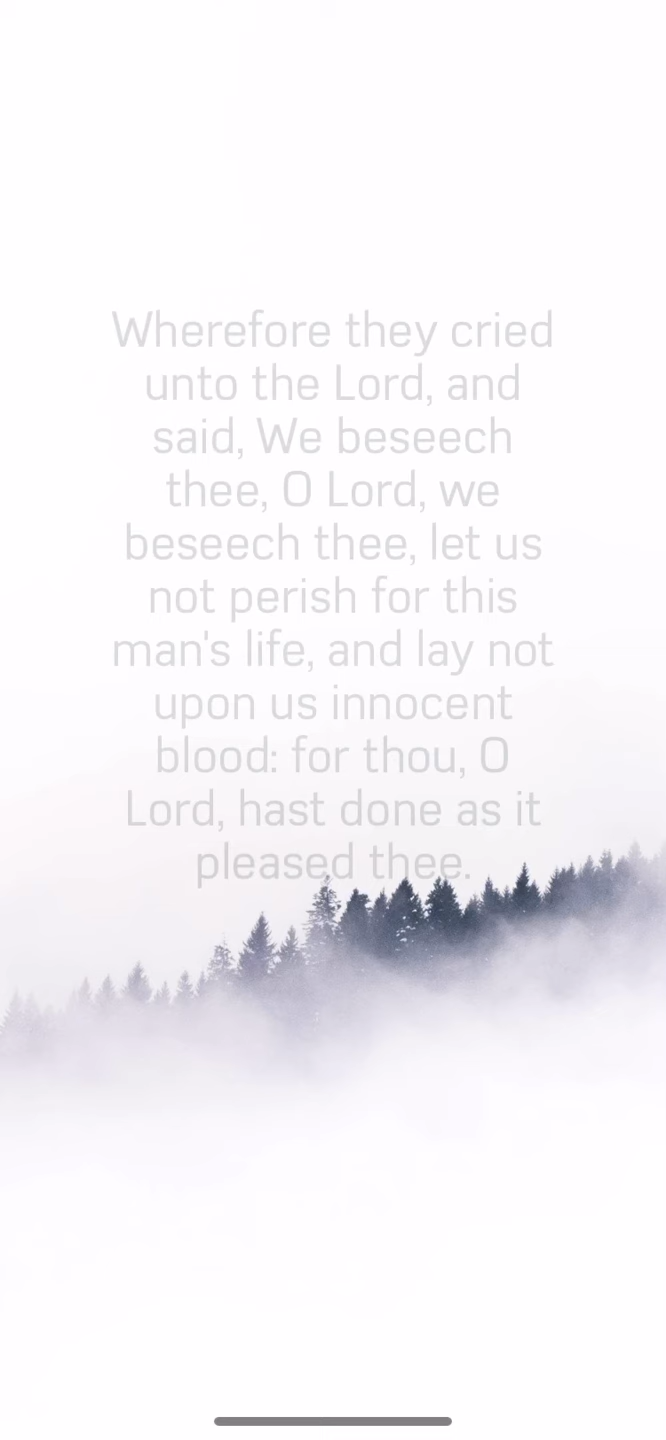 Wherefore they cried
unto the Lord, and
said, We beseech
thee, O Lord, we
beseech thee, let us
not perish for this
man's life, and lay not
upon us innocent
blood: for thou, O
Lord, hast done as it
pleased thee.